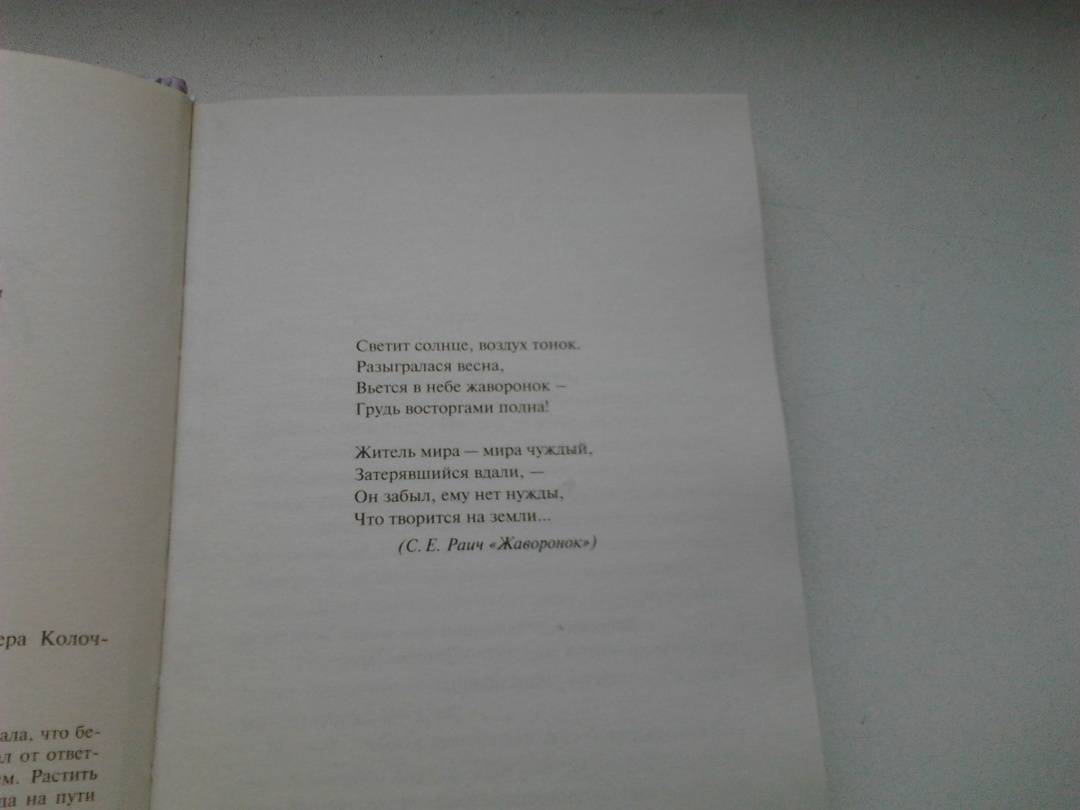 ера Колоч-
ала, что бе-
л от ответ-
м. Растить
да на пути
Светит солнце, воздух тонок.
Разыгралася весна,
Вьется в небе жаворонок –
Грудь восторгами полна!
Житель мира — мира чуждый,
Затерявшийся вдали, —
Он забыл, ему нет нужды,
Что творится на земли...
(С. Е. Раич «Жаворонок»)